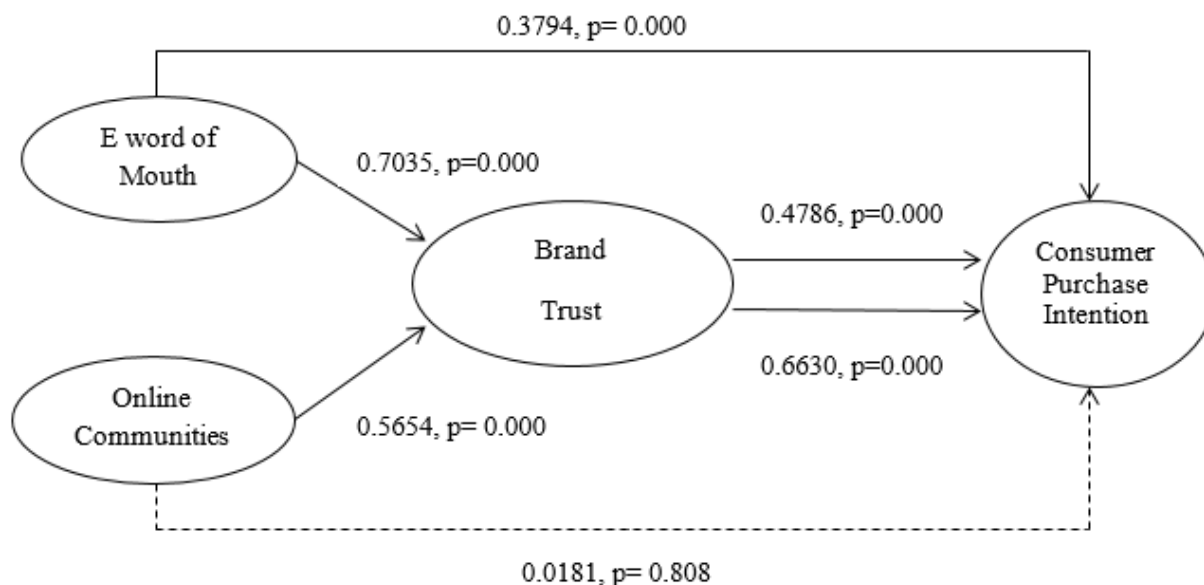 0.3794, p= 0.000
E word of
Mouth
0.7035, p=0.000
0.4786, p=0.000
Brand
Trust
Consumer
Purchase
Intention
0.6630, p=0.000
Online
Communities
0.5654, p= 0.000
0.0181, p= 0.808